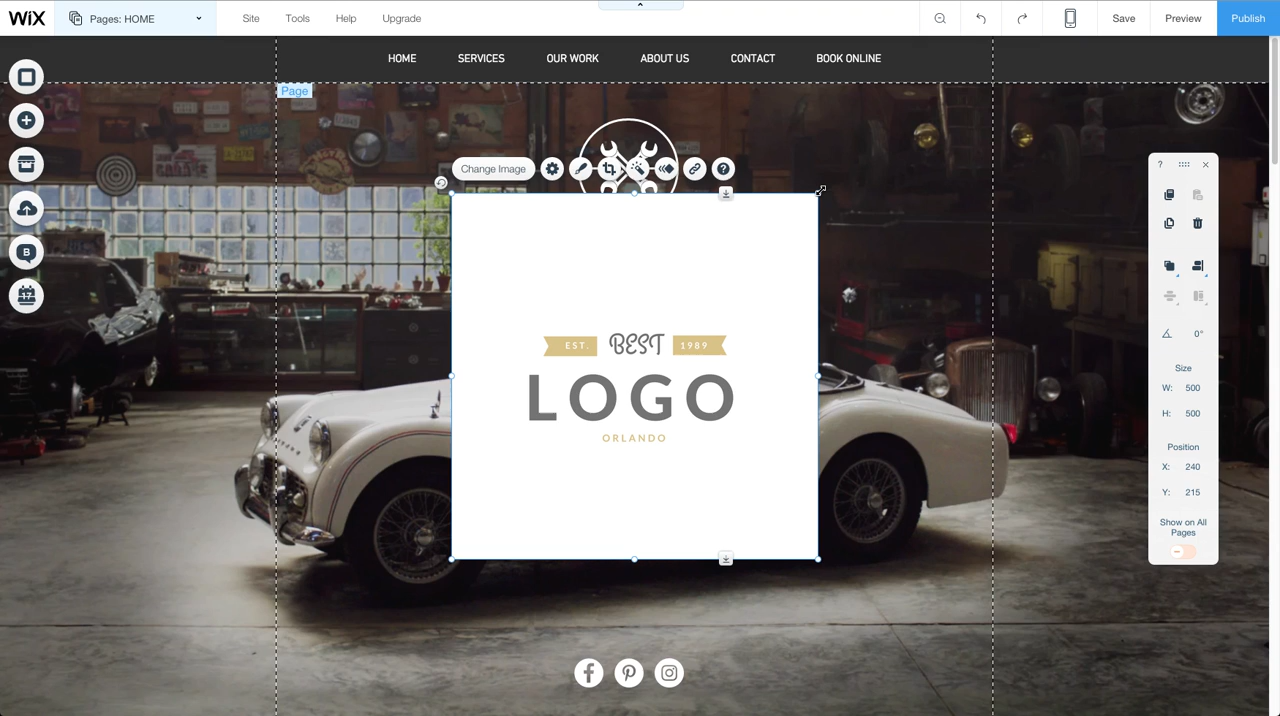 WiX
Pages: HOME
Site
Tools
Help
Upgrade
Save
Preview
Publish
HOME
SERVICES
OUR WORK
ABOUT US
CONTACT
BOOK ONLINE
Page
Change Image
?
B
EST.
BEST
1989
LOGO
ORLANDO
?
0°
Size
W: 500
H: 500
Position
X: 240
Y: 215
Show on All
Pages